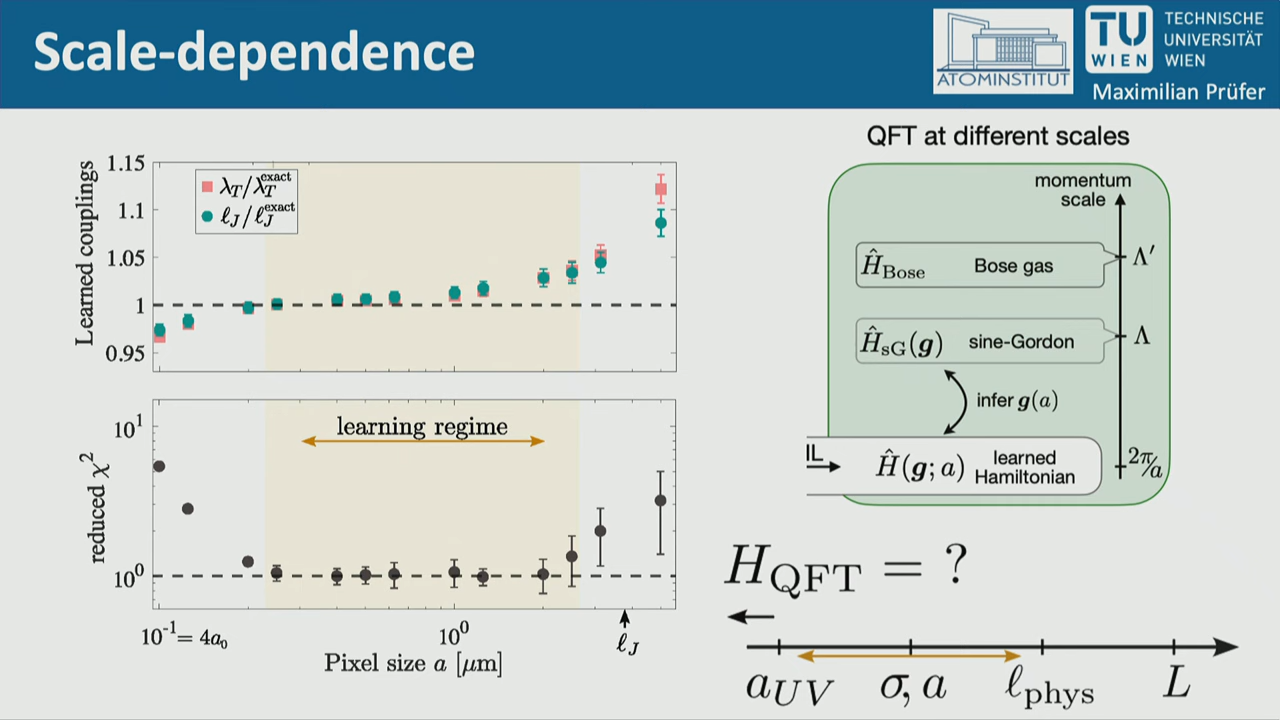 Scale-dependence
ATOMINSTITUT
TU
WIEN
TECHNISCHE
UNIVERSITÄT
WIEN
Maximilian Prüfer
Learned couplings
1.15
1.1
1.05
1
0.95
λ_T/λ_T^exact
ℓ_J/ℓ_J^exact
reduced χ²
10¹
10⁰
learning regime
10⁻¹= 4a₀
10⁰
ℓ_J
Pixel size a [μm]
QFT at different scales
momentum
scale
Ĥ_Bose Bose gas
Λ′
Ĥ_sG(g) sine-Gordon
Λ
infer g(a)
IL
Ĥ(g; a) learned
Hamiltonian
2π/a
H_QFT = ?
a_UV σ, a ℓ_phys L